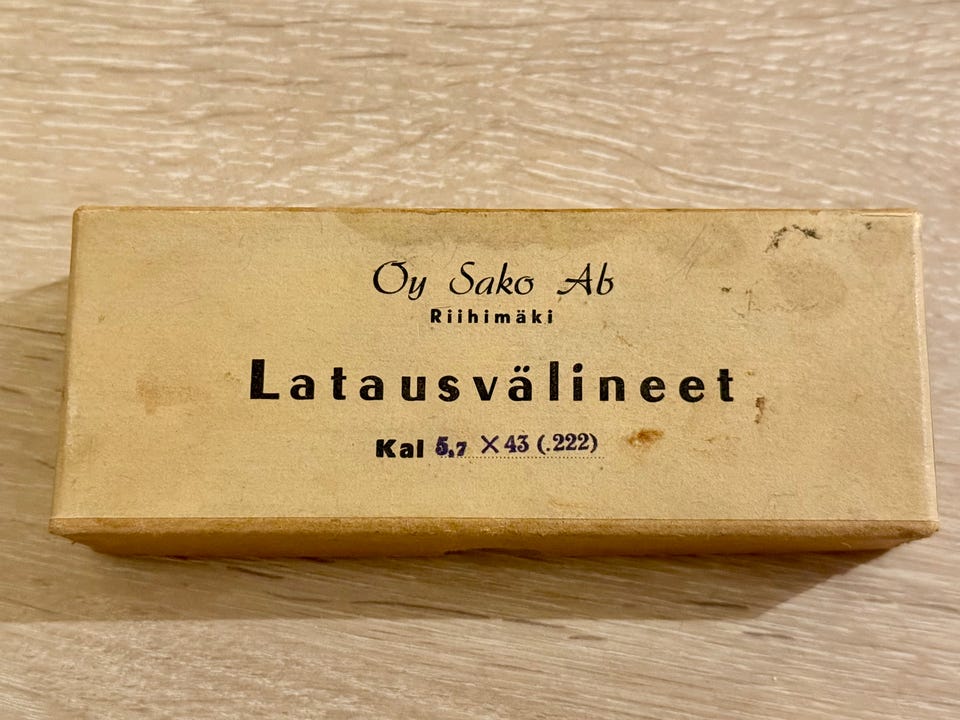 Oy Sako Ab
Riihimäki
Latausvälineet
Kal 5,7 X 43 (.222)